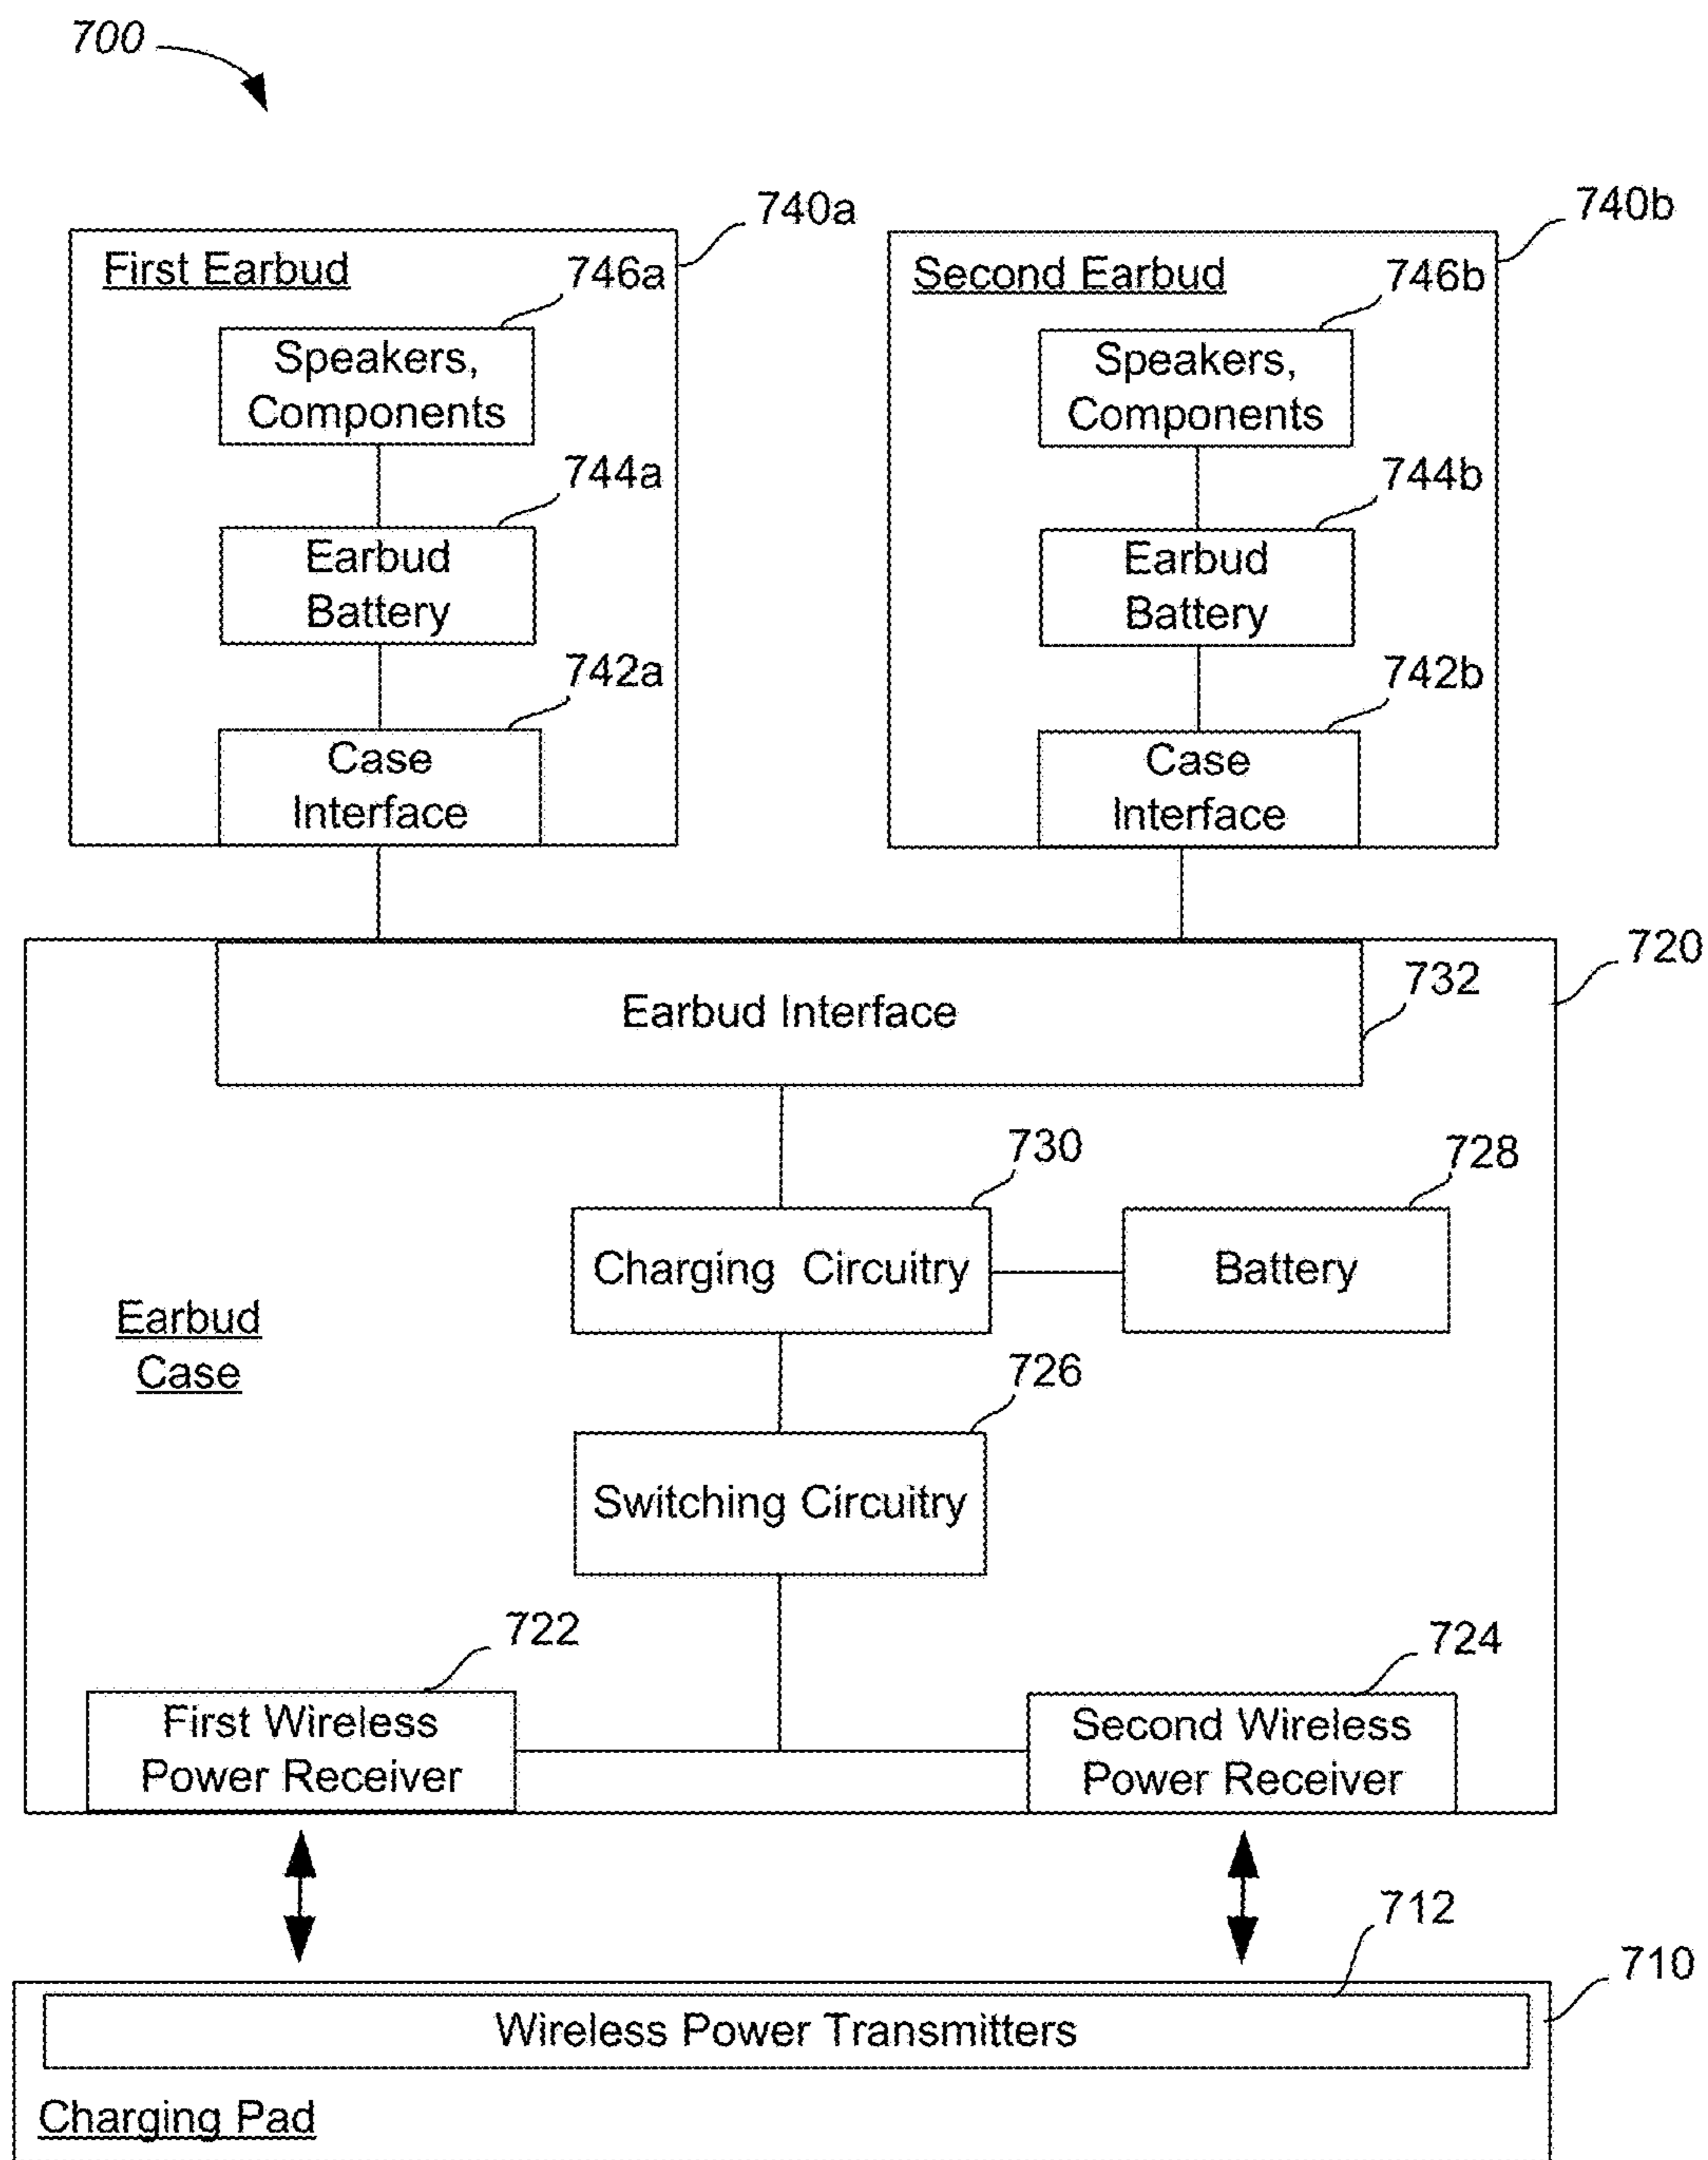 700
740a
740b
First Earbud
746a
Second Earbud
746b
Speakers,
Components
Speakers,
Components
744a
744b
Earbud
Battery
Earbud
Battery
742a
742b
Case
Interface
Case
Interface
720
732
Earbud Interface
730
728
Charging Circuitry
Battery
Earbud
Case
726
Switching Circuitry
722
724
First Wireless
Power Receiver
Second Wireless
Power Receiver
712
710
Wireless Power Transmitters
Charging Pad